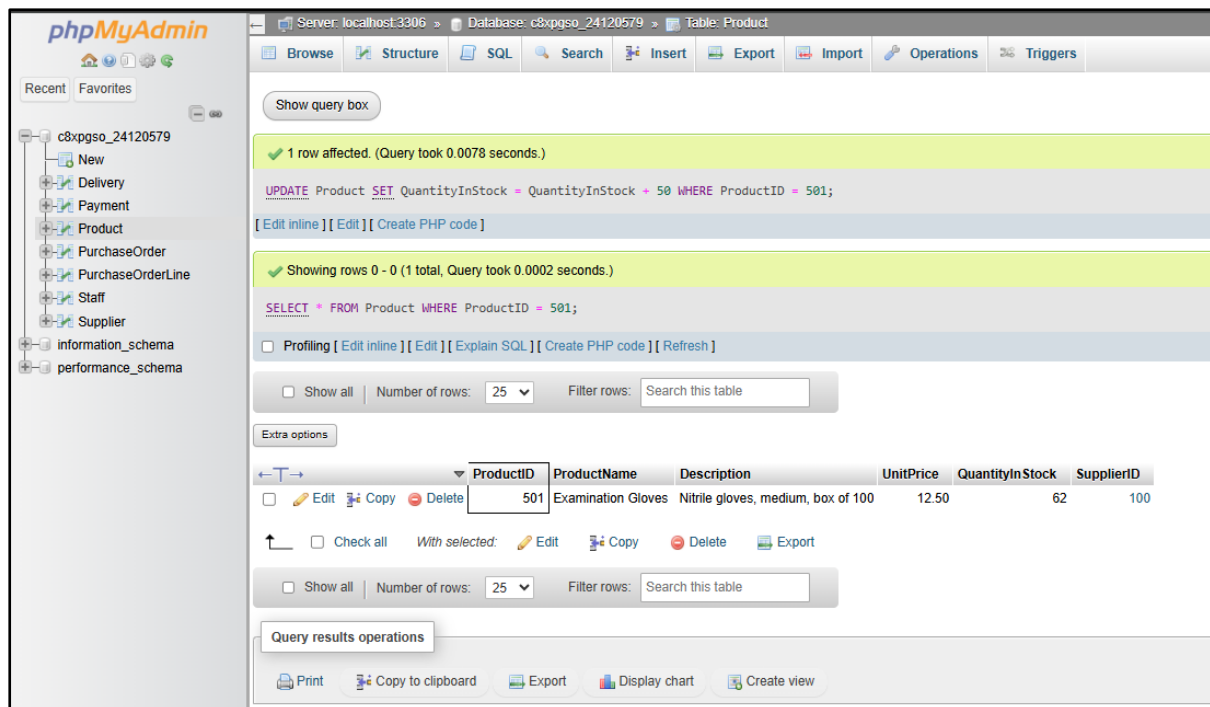 phpMyAdmin
Recent Favorites
c8xpgso_24120579
New
Delivery
Payment
Product
PurchaseOrder
PurchaseOrderLine
Staff
Supplier
information_schema
performance_schema
Server: localhost:3306 » Database: c8xpgso_24120579 » Table: Product
Browse Structure SQL Search Insert Export Import Operations Triggers
Show query box
1 row affected. (Query took 0.0078 seconds.)
UPDATE Product SET QuantityInStock = QuantityInStock + 50 WHERE ProductID = 501;
[ Edit inline ] [ Edit ] [ Create PHP code ]
Showing rows 0 - 0 (1 total, Query took 0.0002 seconds.)
SELECT * FROM Product WHERE ProductID = 501;
Profiling [ Edit inline ] [ Edit ] [ Explain SQL ] [ Create PHP code ] [ Refresh ]
Show all | Number of rows: 25 Filter rows: Search this table
Extra options
←T→ ProductID ProductName Description UnitPrice QuantityInStock SupplierID
Edit Copy Delete 501 Examination Gloves Nitrile gloves, medium, box of 100 12.50 62 100
Check all With selected: Edit Copy Delete Export
Show all | Number of rows: 25 Filter rows: Search this table
Query results operations
Print Copy to clipboard Export Display chart Create view